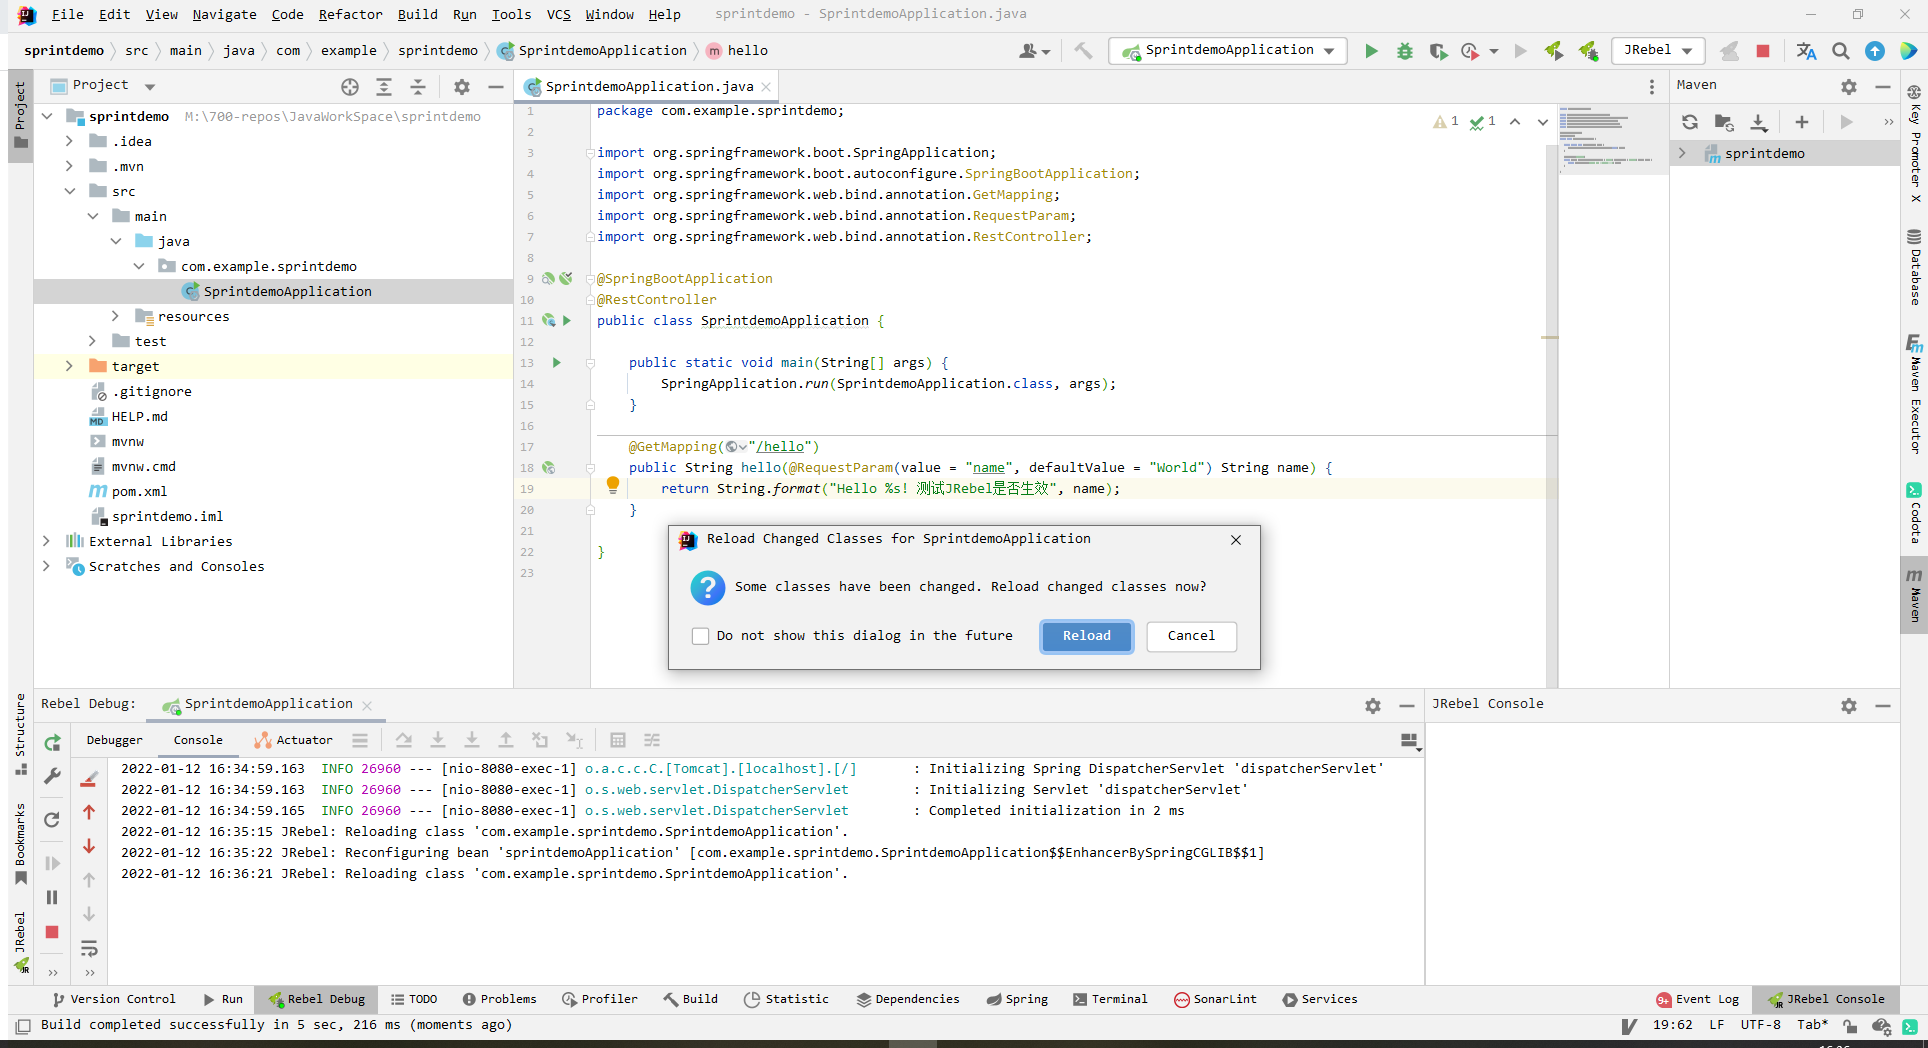 File Edit View Navigate Code Refactor Build Run Tools VCS Window Help sprintdemo - SprintdemoApplication.java
sprintdemo src main java com example sprintdemo SprintdemoApplication m hello
SprintdemoApplication
JRebel
Project
Project
sprintdemo M:\700-repos\JavaWorkSpace\sprintdemo
.idea
.mvn
src
main
java
com.example.sprintdemo
SprintdemoApplication
resources
test
target
.gitignore
HELP.md
mvnw
mvnw.cmd
pom.xml
sprintdemo.iml
External Libraries
Scratches and Consoles
SprintdemoApplication.java
1 1
1 package com.example.sprintdemo;
2
3 import org.springframework.boot.SpringApplication;
4 import org.springframework.boot.autoconfigure.SpringBootApplication;
5 import org.springframework.web.bind.annotation.GetMapping;
6 import org.springframework.web.bind.annotation.RequestParam;
7 import org.springframework.web.bind.annotation.RestController;
8
9 @SpringBootApplication
10 @RestController
11 public class SprintdemoApplication {
12
13 public static void main(String[] args) {
14 SpringApplication.run(SprintdemoApplication.class, args);
15 }
16
17 @GetMapping("/hello")
18 public String hello(@RequestParam(value = "name", defaultValue = "World") String name) {
19 return String.format("Hello %s! 测试JRebel是否生效", name);
20 }
21
22 }
23
Reload Changed Classes for SprintdemoApplication
Some classes have been changed. Reload changed classes now?
Do not show this dialog in the future
Reload
Cancel
Maven
sprintdemo
Key Promoter X
Database
Maven Executor
Codota
Maven
Structure
Bookmarks
JRebel
Rebel Debug: SprintdemoApplication
Debugger Console Actuator
2022-01-12 16:34:59.163 INFO 26960 --- [nio-8080-exec-1] o.a.c.c.C.[Tomcat].[localhost].[/] : Initializing Spring DispatcherServlet 'dispatcherServlet'
2022-01-12 16:34:59.163 INFO 26960 --- [nio-8080-exec-1] o.s.web.servlet.DispatcherServlet : Initializing Servlet 'dispatcherServlet'
2022-01-12 16:34:59.165 INFO 26960 --- [nio-8080-exec-1] o.s.web.servlet.DispatcherServlet : Completed initialization in 2 ms
2022-01-12 16:35:15 JRebel: Reloading class 'com.example.sprintdemo.SprintdemoApplication'.
2022-01-12 16:35:22 JRebel: Reconfiguring bean 'sprintdemoApplication' [com.example.sprintdemo.SprintdemoApplication$$EnhancerBySpringCGLIB$$1]
2022-01-12 16:36:21 JRebel: Reloading class 'com.example.sprintdemo.SprintdemoApplication'.
JRebel Console
Version Control Run Rebel Debug TODO Problems Profiler Build Statistic Dependencies Spring Terminal SonarLint Services 9+ Event Log JRebel Console
Build completed successfully in 5 sec, 216 ms (moments ago) 19:62 LF UTF-8 Tab*